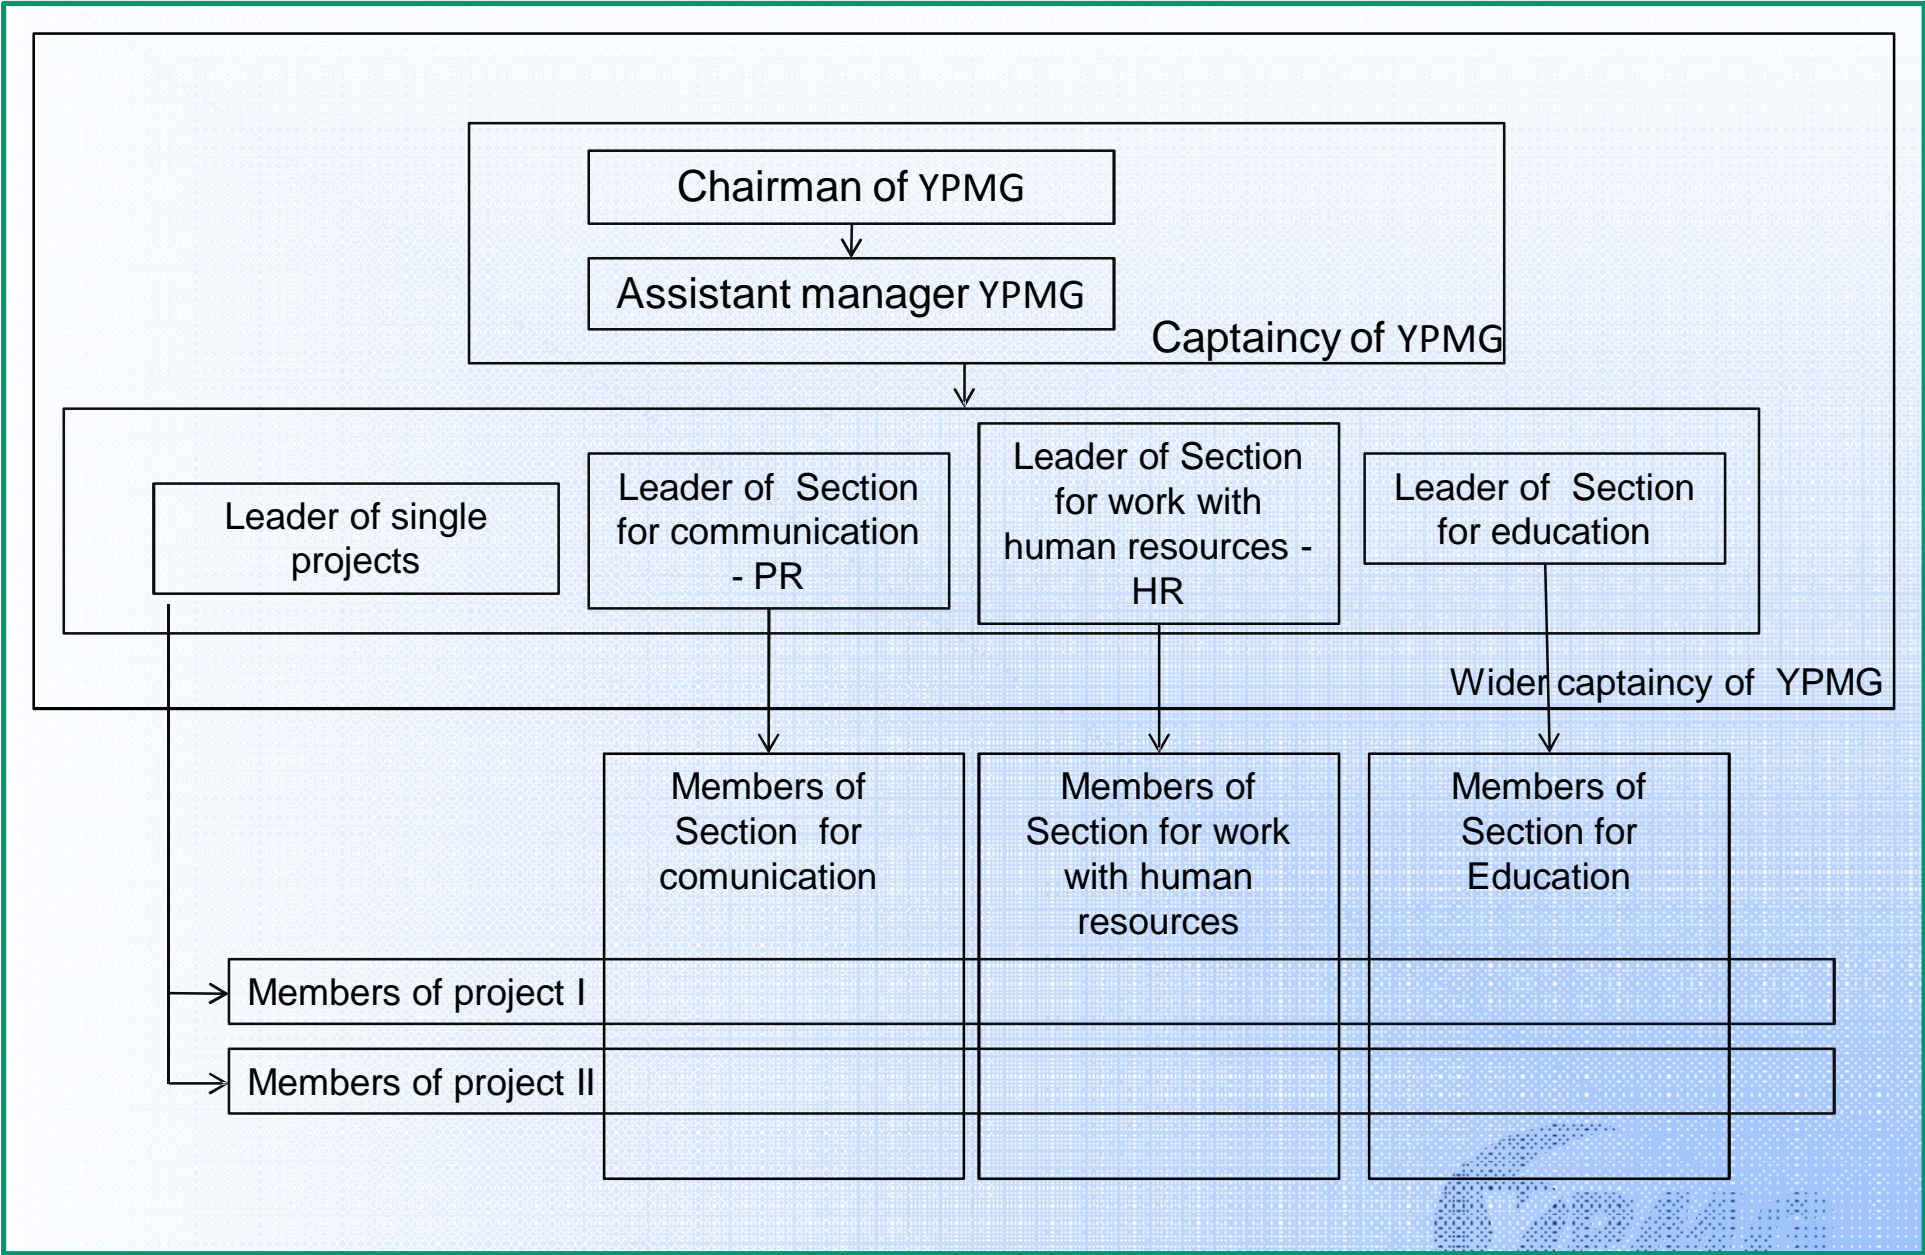 Chairman of YPMG
Assistant manager YPMG
Captaincy of YPMG
Leader of single
projects
Leader of Section
for communication
- PR
Leader of Section
for work with
human resources -
HR
Leader of Section
for education
Wider captaincy of YPMG
Members of
Section for
comunication
Members of
Section for work
with human
resources
Members of
Section for
Education
Members of project I
Members of project II
YPMG